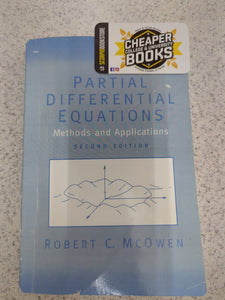 CHEAPER
COLLEGE & UNIVERSITY
BOOKS
PARTIAL
DIFFERENTIAL
EQUATIONS
Methods and Applications
SECOND EDITION
ROBERT C. MCOWEN